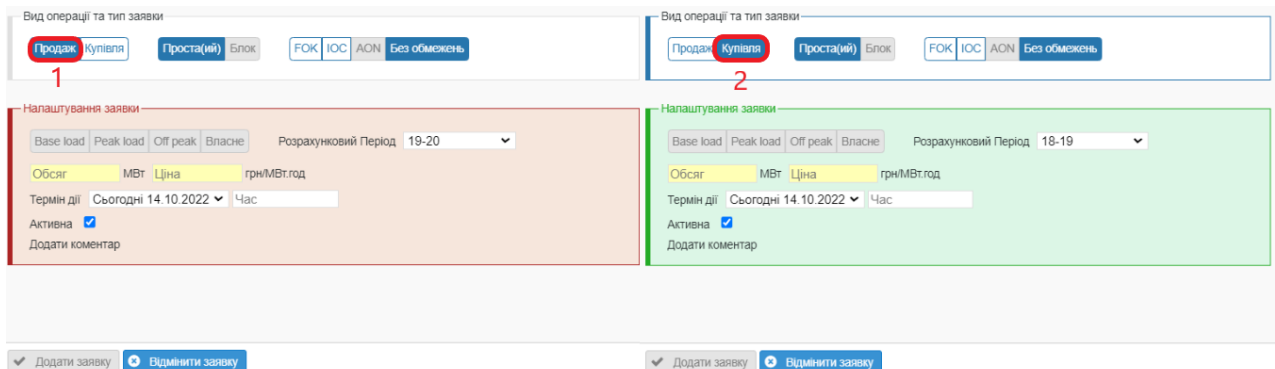 Вид операції та тип заявки
Продаж Купівля Проста(ий) Блок FOK IOC AON Без обмежень
1
Налаштування заявки
Base load Peak load Off peak Власне Розрахунковий Період 19-20
Обсяг МВт Ціна грн/МВт.год
Термін дії Сьогодні 14.10.2022 Час
Активна
Додати коментар
Додати заявку Відмінити заявку
Вид операції та тип заявки
Продаж Купівля Проста(ий) Блок FOK IOC AON Без обмежень
2
Налаштування заявки
Base load Peak load Off peak Власне Розрахунковий Період 18-19
Обсяг МВт Ціна грн/МВт.год
Термін дії Сьогодні 14.10.2022 Час
Активна
Додати коментар
Додати заявку Відмінити заявку